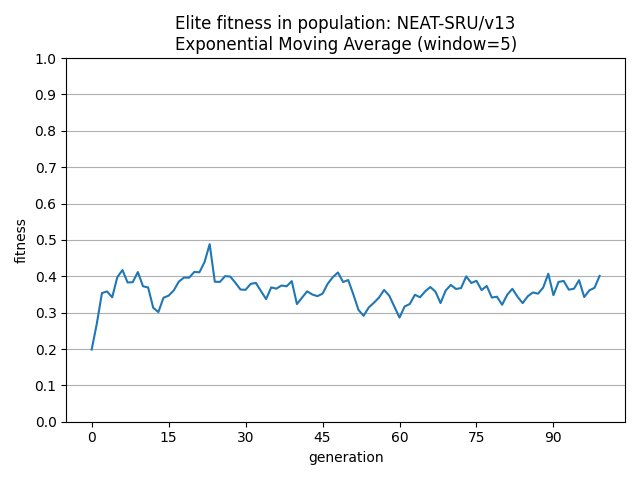 Elite fitness in population: NEAT-SRU/v13
Exponential Moving Average (window=5)
1.0
0.9
0.8
0.7
0.6
0.5
0.4
0.3
0.2
0.1
0.0
fitness
0 15 30 45 60 75 90
generation